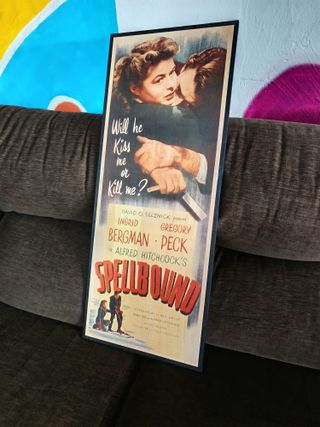 Will he
Kiss
me
or
Kill me?
DAVID O. SELZNICK presents
INGRID GREGORY
BERGMAN · PECK
in ALFRED HITCHCOCK'S
SPELLBOUND